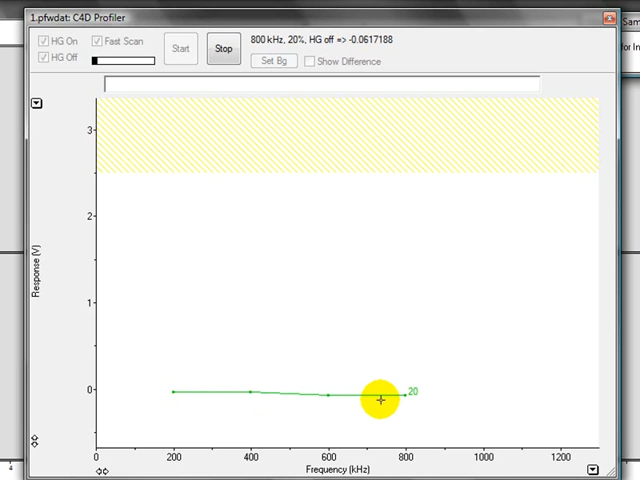 1.pfwdat: C4D Profiler
Sam
HG On
Fast Scan
HG Off
Start
Stop
800 kHz, 20%, HG off => -0.0617188
Set Bg
Show Difference
for In
3
2
1
0
Response (V)
20
0
200
400
600
800
1000
1200
Frequency (kHz)
4